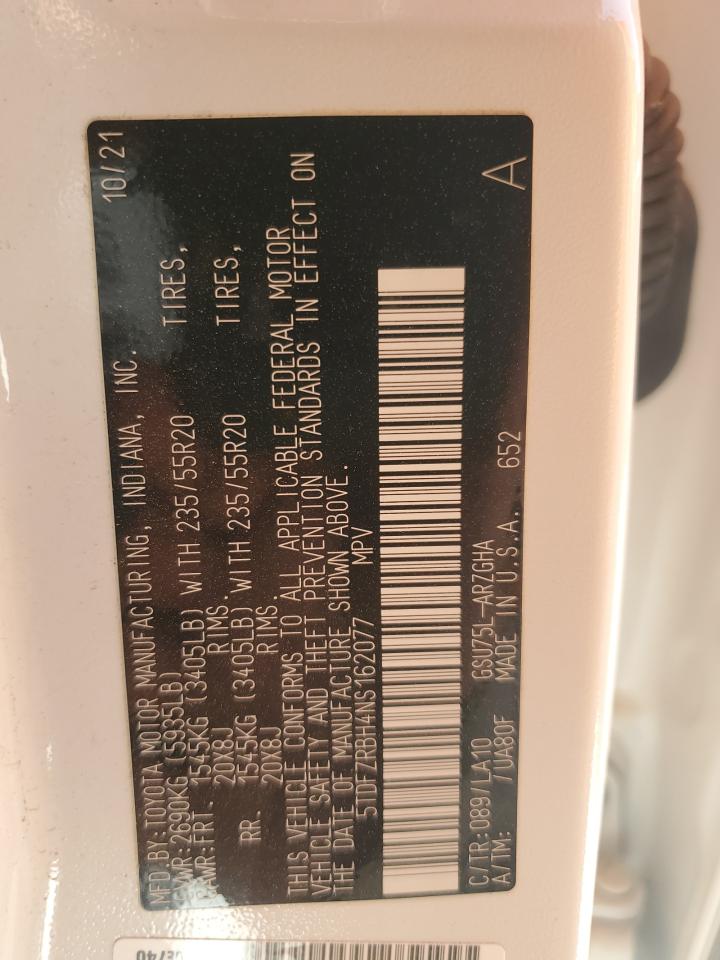 MFD BY:TOYOTA MOTOR MANUFACTURING, INDIANA, INC. 10/21
GVWR:2690KG (5935LB)
GAWR:FRT. 1545KG (3405LB) WITH 235/55R20 TIRES,
20X8J RIMS.
RR. 1545KG (3405LB) WITH 235/55R20 TIRES,
20X8J RIMS.
THIS VEHICLE CONFORMS TO ALL APPLICABLE FEDERAL MOTOR
VEHICLE SAFETY AND THEFT PREVENTION STANDARDS IN EFFECT ON
THE DATE OF MANUFACTURE SHOWN ABOVE.
5TDFZRBH4NS162077 MPV
C/TR:089/LA10 GSU75L-ARZGHA
A/TM: /UA80F MADE IN U.S.A. 652 A